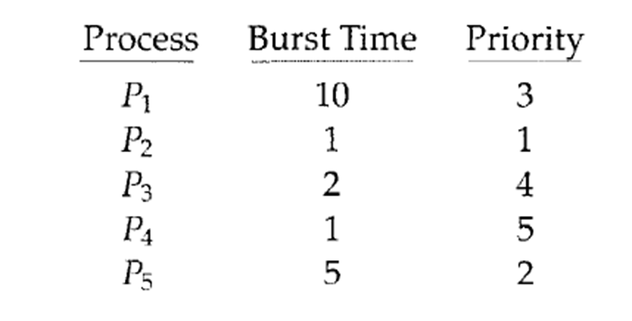 Process Burst Time Priority
P1 10 3
P2 1 1
P3 2 4
P4 1 5
P5 5 2